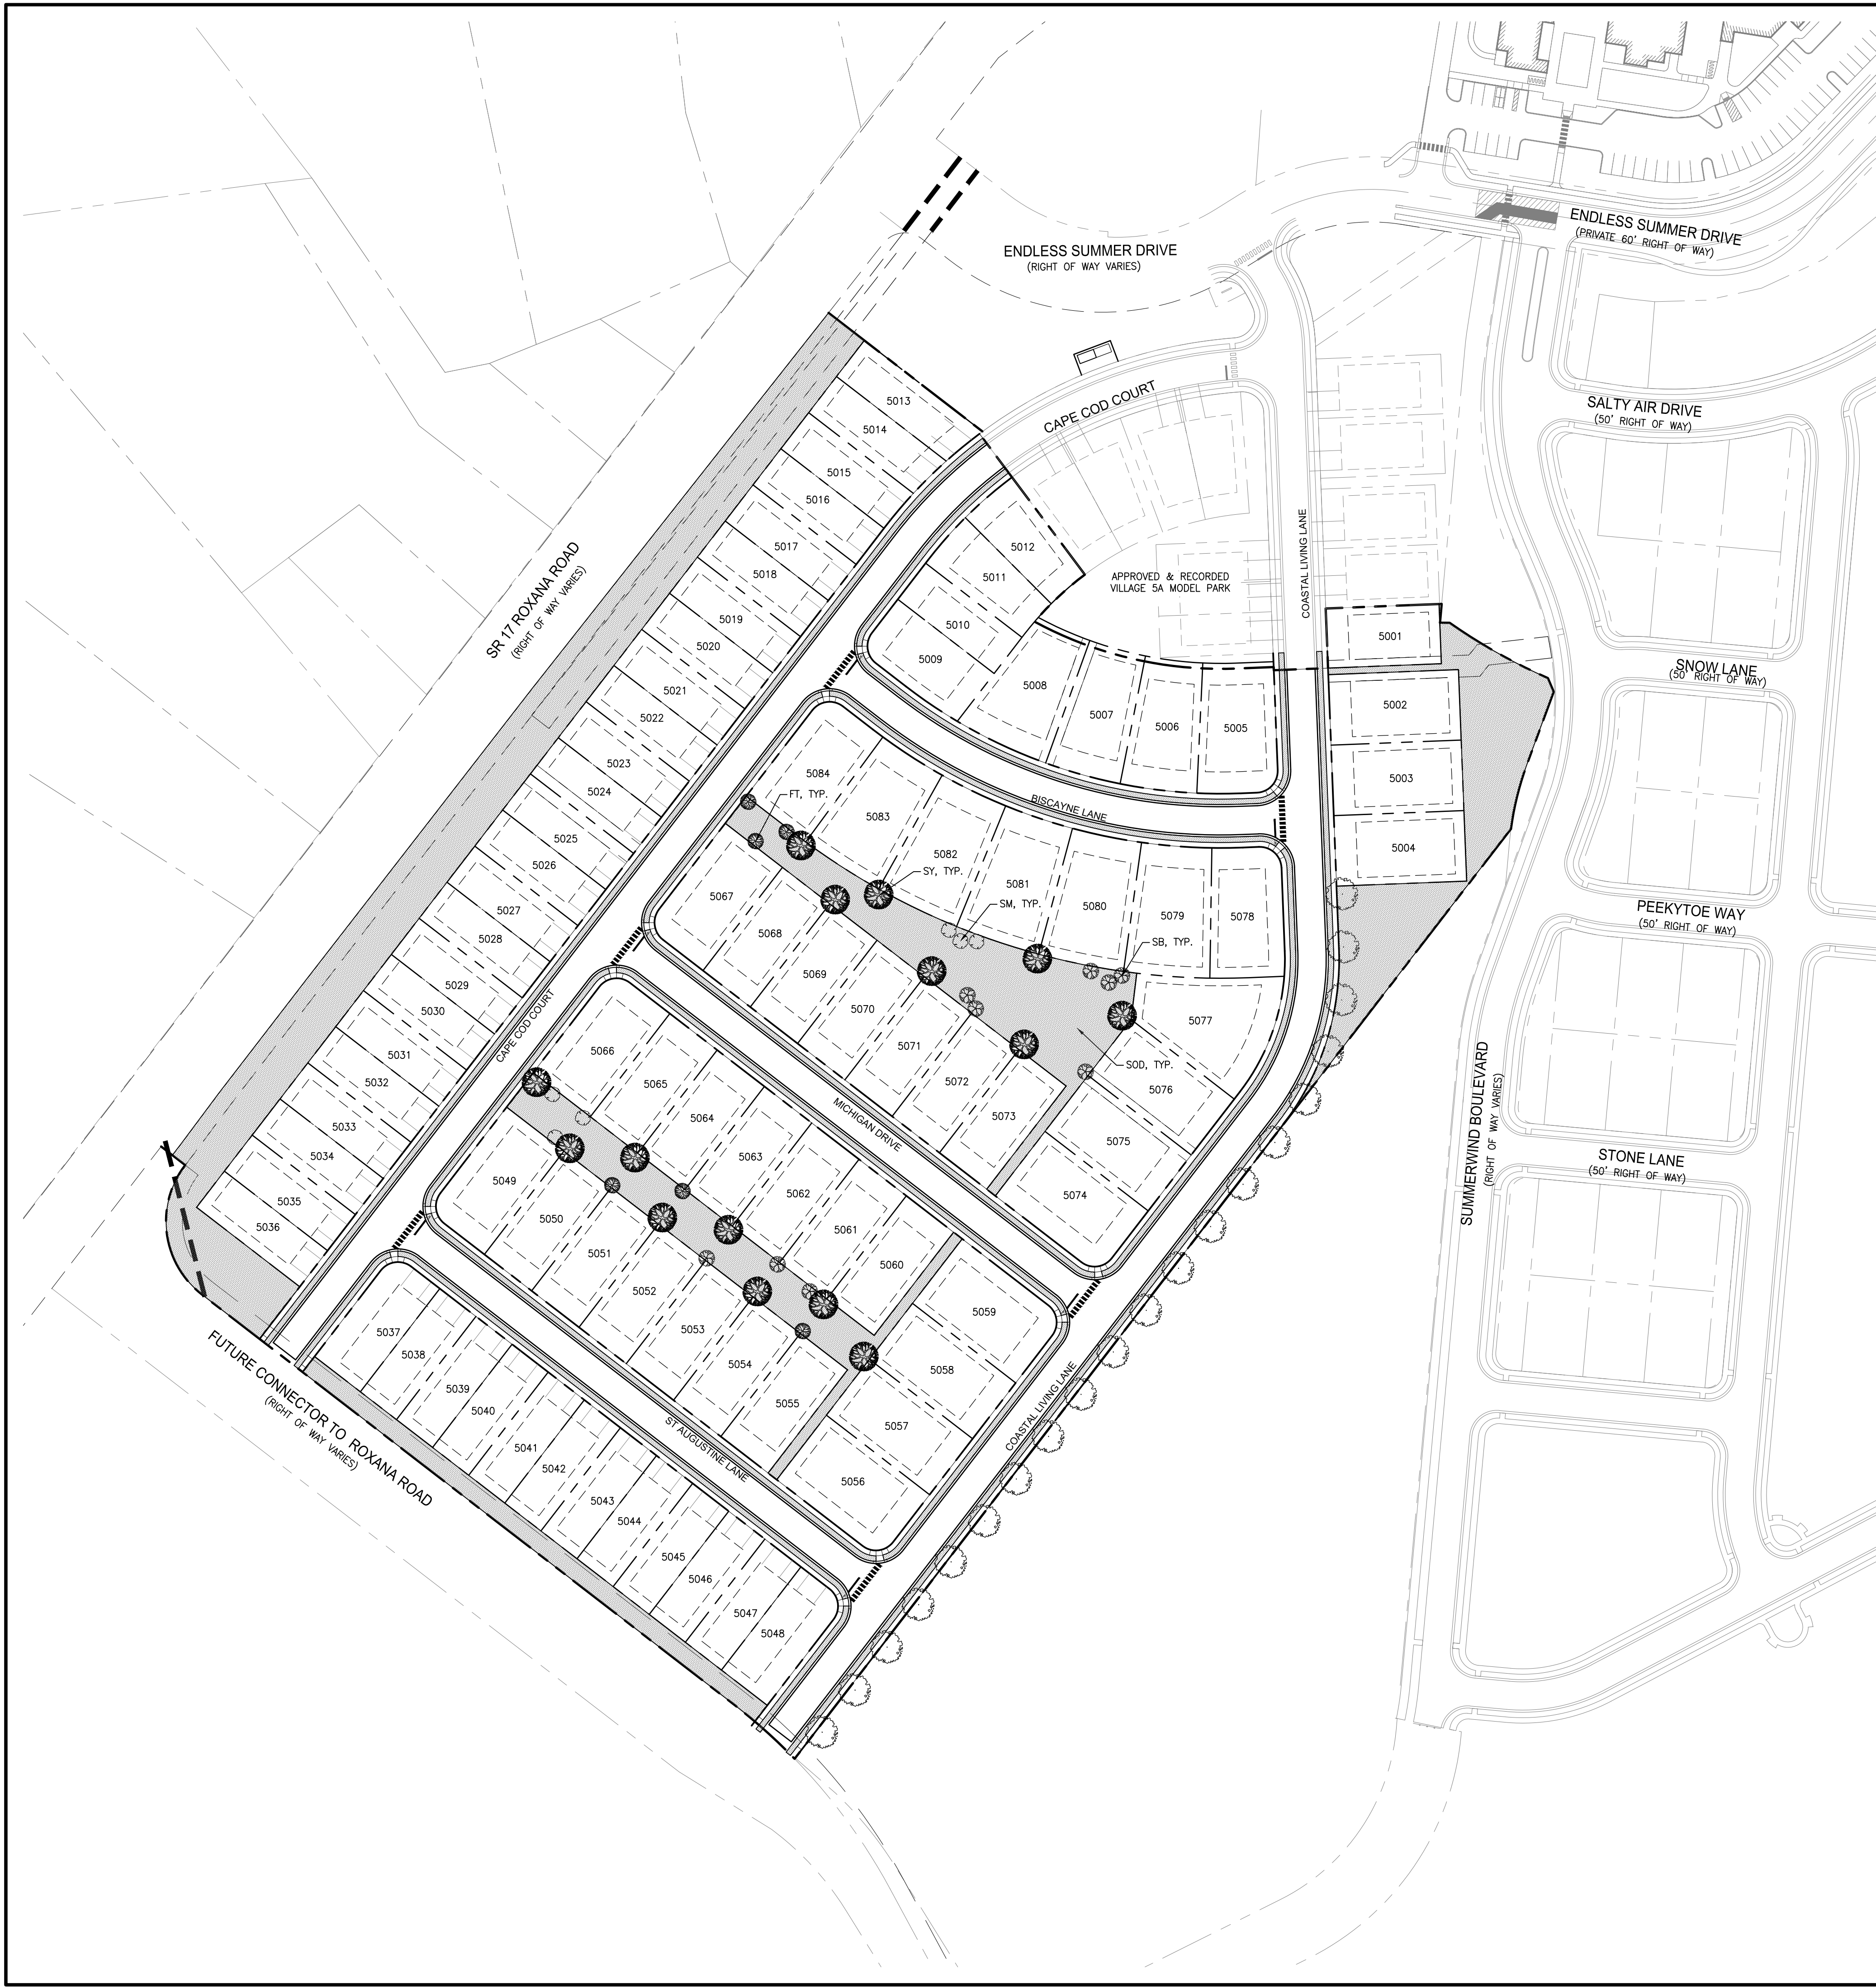 ENDLESS SUMMER DRIVE
(PRIVATE 60' RIGHT OF WAY)
ENDLESS SUMMER DRIVE
(RIGHT OF WAY VARIES)
CAPE COD COURT
SALTY AIR DRIVE
(50' RIGHT OF WAY)
COASTAL LIVING LANE
SR 17 ROXANA ROAD
(RIGHT OF WAY VARIES)
APPROVED & RECORDED
VILLAGE 5A MODEL PARK
SNOW LANE
(50' RIGHT OF WAY)
PEEKYTOE WAY
(50' RIGHT OF WAY)
STONE LANE
(50' RIGHT OF WAY)
SUMMERWIND BOULEVARD
(RIGHT OF WAY VARIES)
BISCAYNE LANE
CAPE COD COURT
MICHIGAN DRIVE
ST AUGUSTINE LANE
COASTAL LIVING LANE
FUTURE CONNECTOR TO ROXANA ROAD
(RIGHT OF WAY VARIES)
FT, TYP.
SY, TYP.
SM, TYP.
SB, TYP.
SOD, TYP.
5001
5002
5003
5004
5005
5006
5007
5008
5009
5010
5011
5012
5013
5014
5015
5016
5017
5018
5019
5020
5021
5022
5023
5024
5025
5026
5027
5028
5029
5030
5031
5032
5033
5034
5035
5036
5037
5038
5039
5040
5041
5042
5043
5044
5045
5046
5047
5048
5049
5050
5051
5052
5053
5054
5055
5056
5057
5058
5059
5060
5061
5062
5063
5064
5065
5066
5067
5068
5069
5070
5071
5072
5073
5074
5075
5076
5077
5078
5079
5080
5081
5082
5083
5084